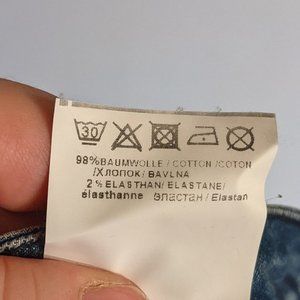 30
98%BAUMWOLLE / COTTON / COTON
/ХЛОПОК / BAVLNA
2% ELASTHAN / ELASTANE /
élasthanne эластан / Elastan